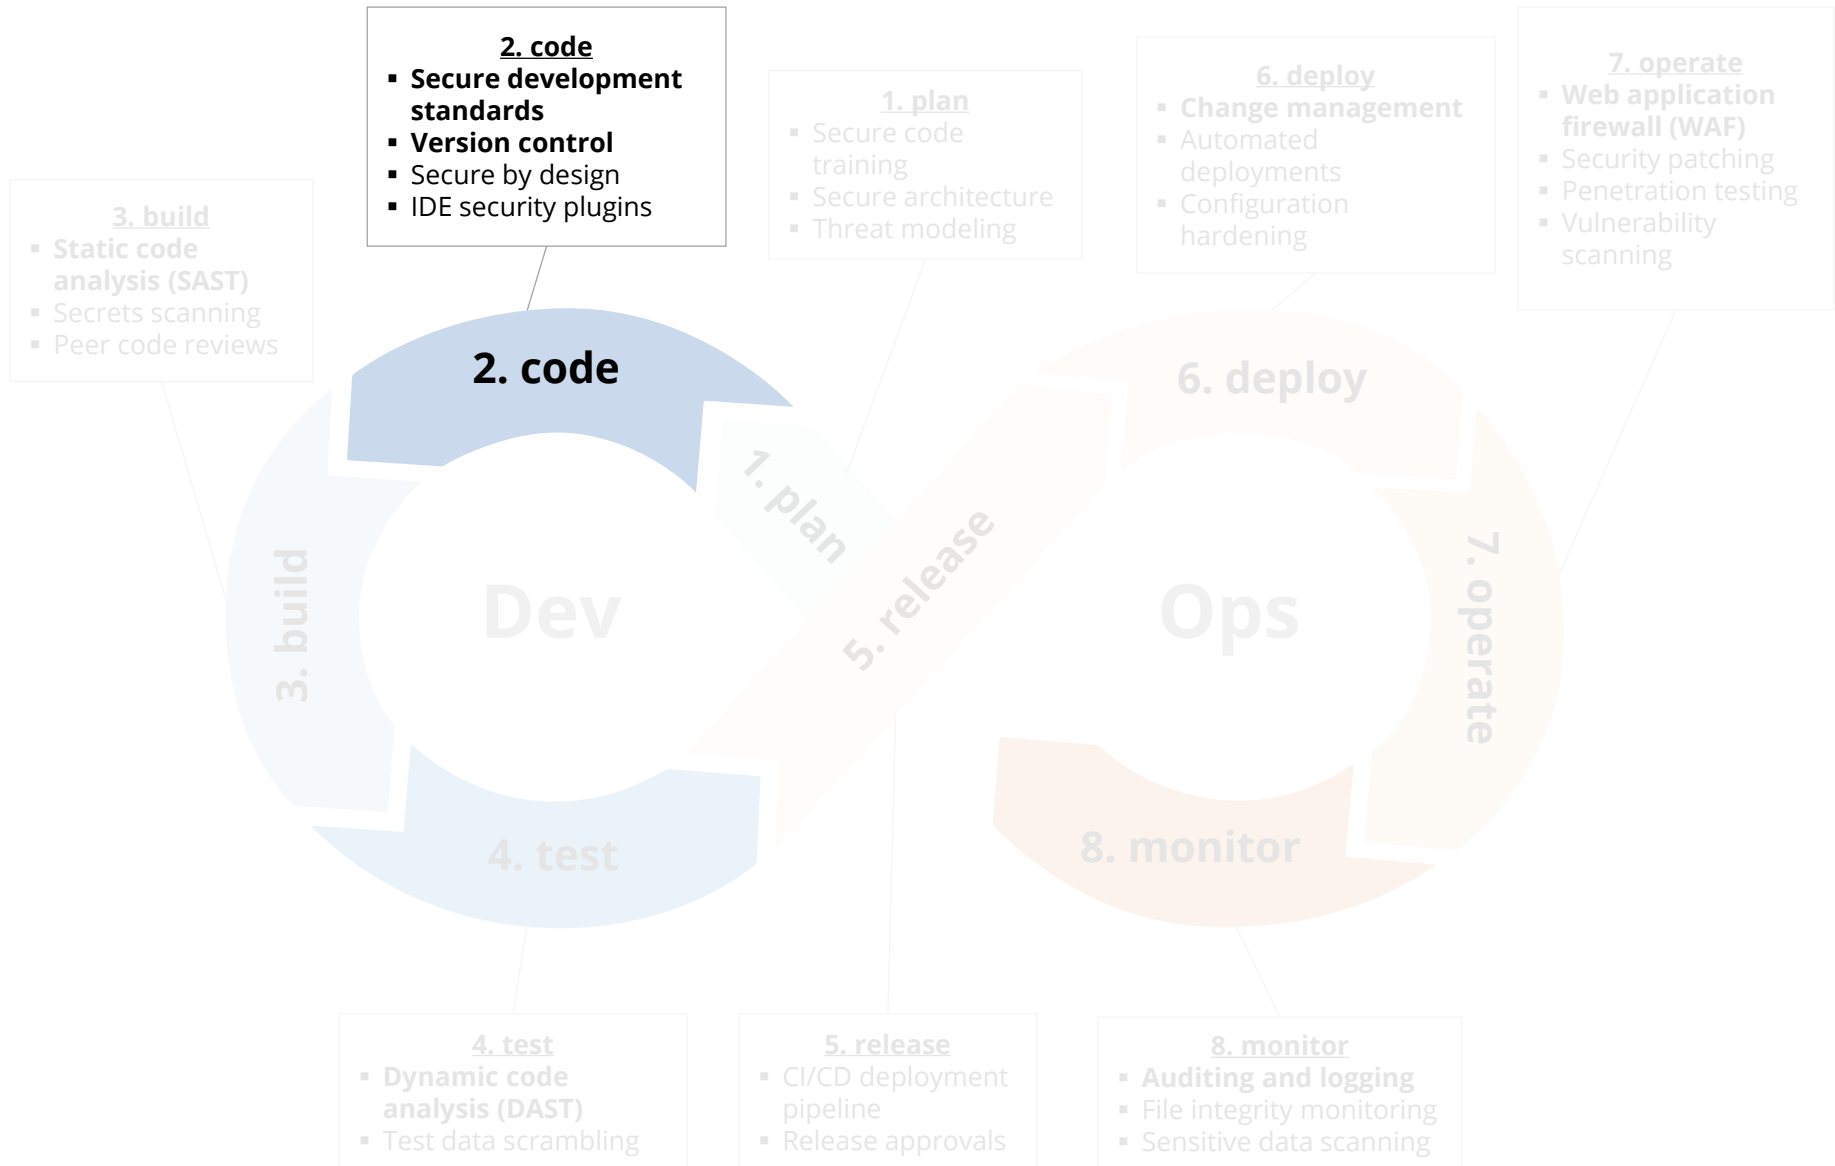 2. code
▪ Secure development
standards
▪ Version control
▪ Secure by design
▪ IDE security plugins
1. plan
▪ Secure code
training
▪ Secure architecture
▪ Threat modeling
6. deploy
▪ Change management
▪ Automated
deployments
▪ Configuration
hardening
7. operate
▪ Web application
firewall (WAF)
▪ Security patching
▪ Penetration testing
▪ Vulnerability
scanning
3. build
▪ Static code
analysis (SAST)
▪ Secrets scanning
▪ Peer code reviews
2. code
1. plan
3. build
Dev
4. test
5. release
6. deploy
Ops
7. operate
8. monitor
4. test
▪ Dynamic code
analysis (DAST)
▪ Test data scrambling
5. release
▪ CI/CD deployment
pipeline
▪ Release approvals
8. monitor
▪ Auditing and logging
▪ File integrity monitoring
▪ Sensitive data scanning